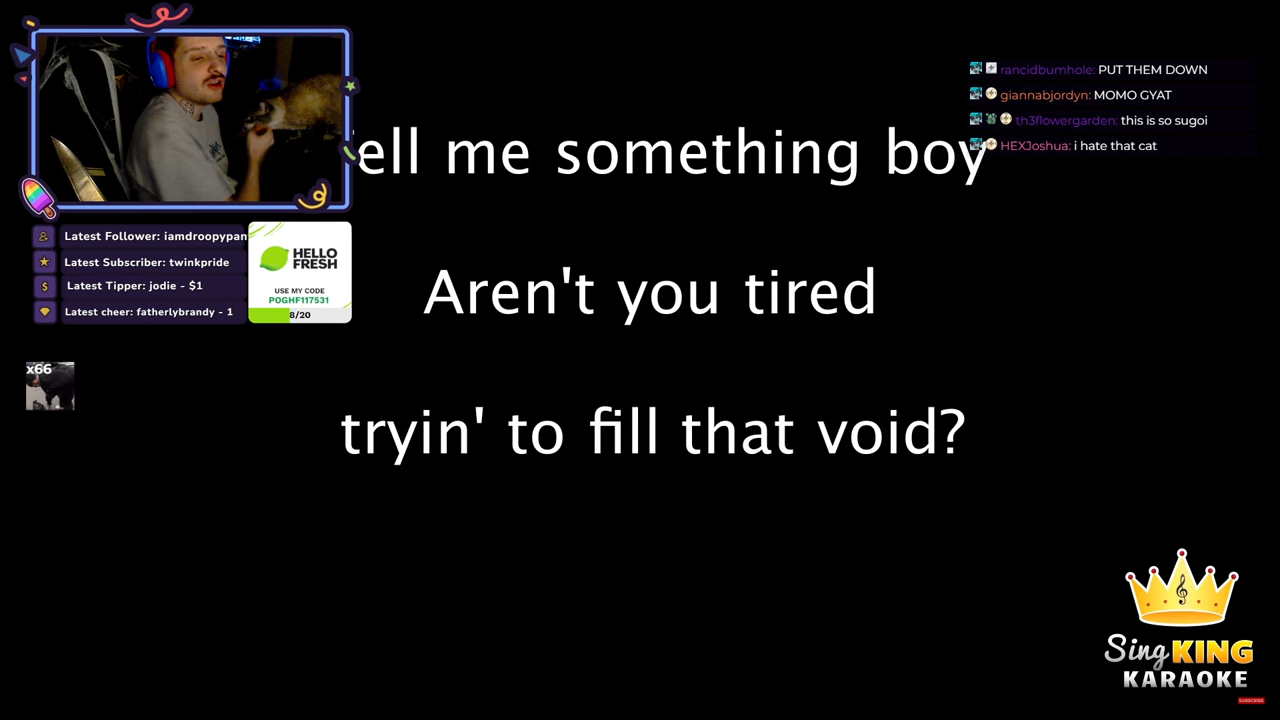 rancidbumhole: PUT THEM DOWN
giannabjordyn: MOMO GYAT
th3flowergarden: this is so sugoi
HEXJoshua: i hate that cat
ell me something boy
Aren't you tired
tryin' to fill that void?
Latest Follower: iamdroopypan
Latest Subscriber: twinkpride
Latest Tipper: jodie - $1
Latest cheer: fatherlybrandy - 1
HELLO
FRESH
USE MY CODE
POGHF117531
8/20
x66
Sing KING
KARAOKE
SUBSCRIBE